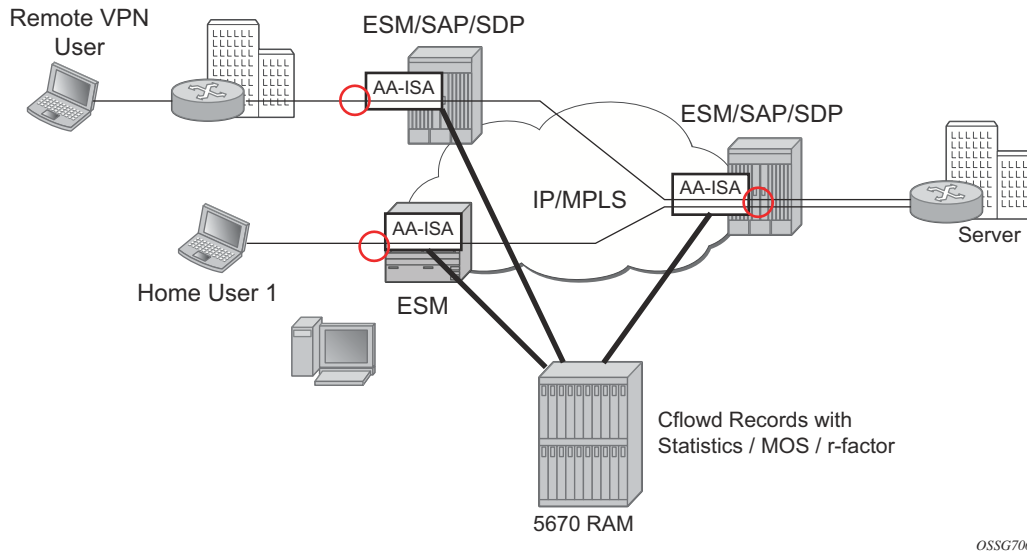 Remote VPN
User
ESM/SAP/SDP
AA-ISA
ESM/SAP/SDP
AA-ISA
IP/MPLS
AA-ISA
Server
Home User 1
ESM
Cflowd Records with
Statistics / MOS / r-factor
5670 RAM